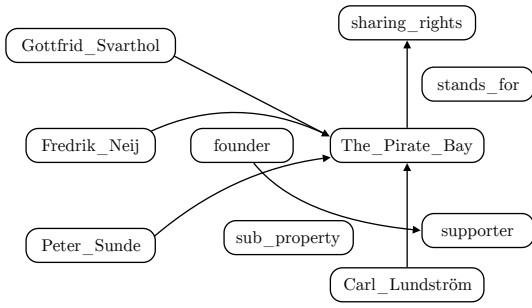 sharing_rights
Gottfrid_Svarthol
stands_for
Fredrik_Neij
founder
The_Pirate_Bay
Peter_Sunde
sub_property
supporter
Carl_Lundström